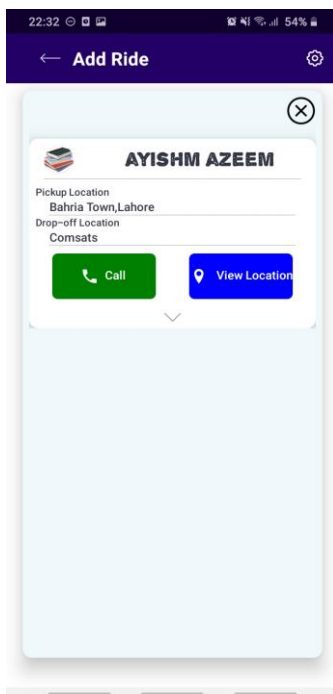 22:32 54%
Add Ride
AYISHM AZEEM
Pickup Location
Bahria Town,Lahore
Drop-off Location
Comsats
Call View Location